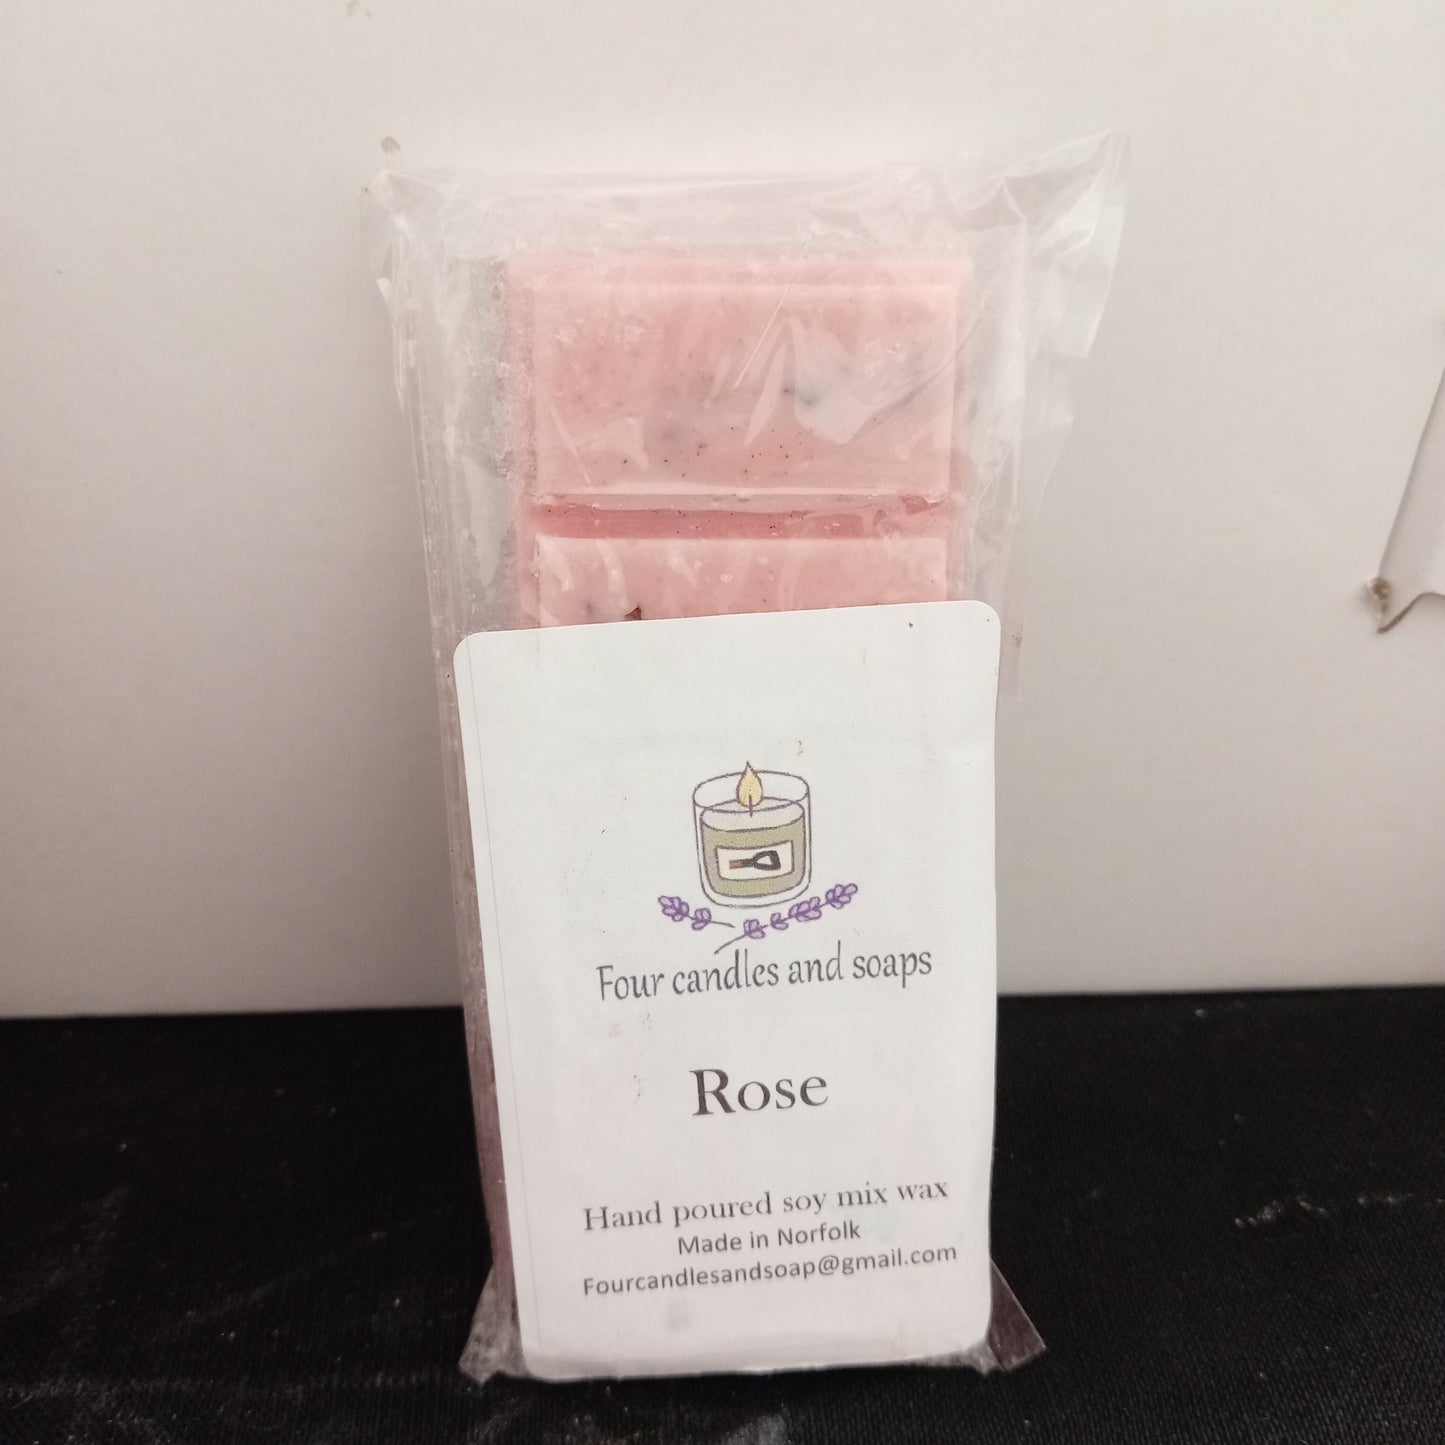 Four candles and soaps
Rose
Hand poured soy mix wax
Made in Norfolk
Fourcandlesandsoap@gmail.com